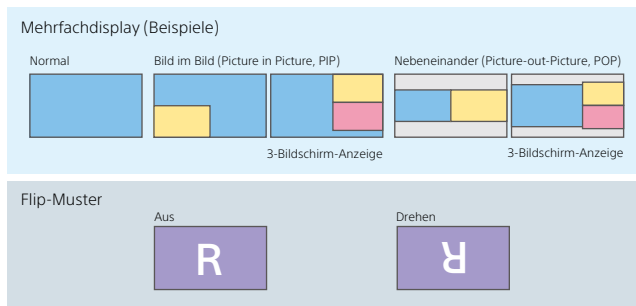 Mehrfachdisplay (Beispiele)
Normal
Bild im Bild (Picture in Picture, PIP)
Nebeneinander (Picture-out-Picture, POP)
3-Bildschirm-Anzeige
3-Bildschirm-Anzeige
Flip-Muster
Aus
Drehen
R
R